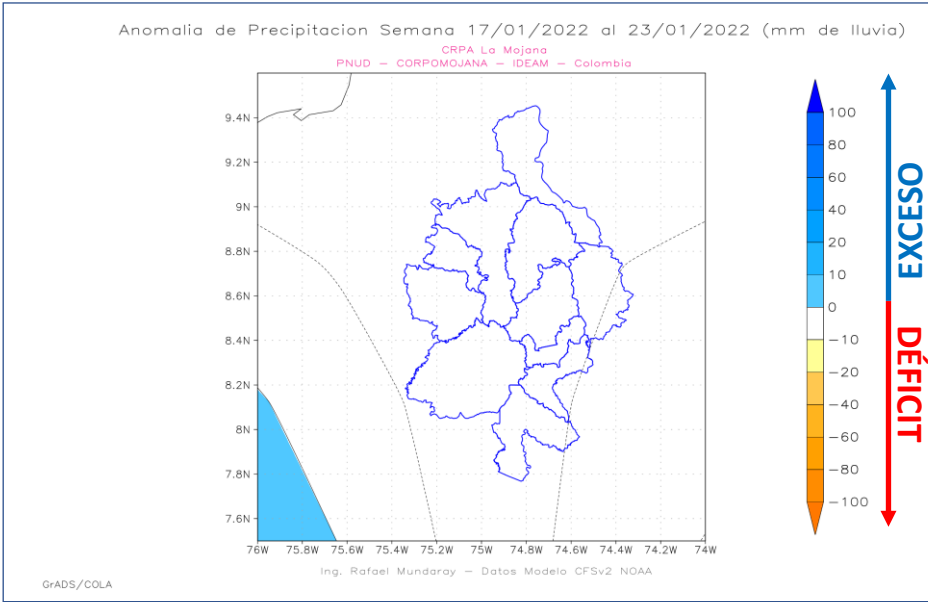 Anomalia de Precipitacion Semana 17/01/2022 al 23/01/2022 (mm de lluvia)
CRPA La Mojana
PNUD – CORPOMOJANA – IDEAM – Colombia
9.4N
9.2N
9N
8.8N
8.6N
8.4N
8.2N
8N
7.8N
7.6N
76W 75.8W 75.6W 75.4W 75.2W 75W 74.8W 74.6W 74.4W 74.2W 74W
100
80
60
40
20
10
0
−10
−20
−40
−60
−80
−100
EXCESO
DÉFICIT
Ing. Rafael Mundaray – Datos Modelo CFSv2 NOAA
GrADS/COLA